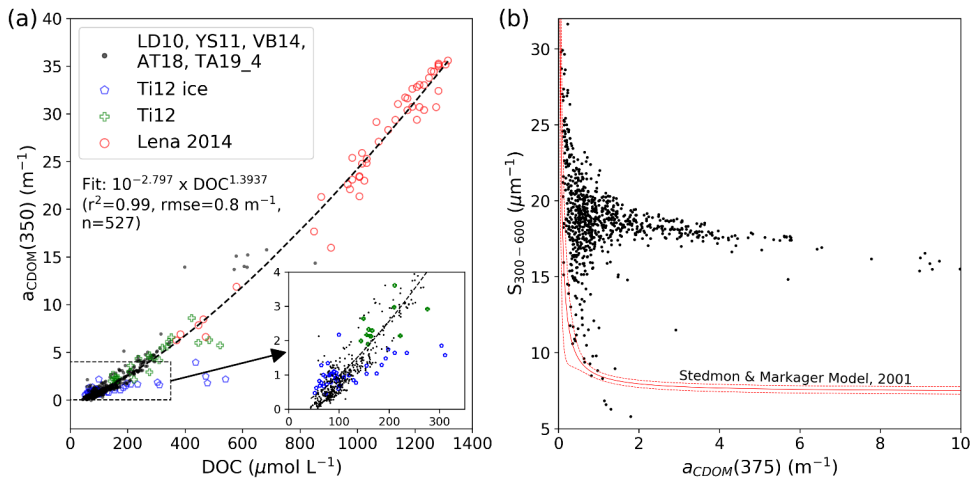 (a)
40
35
30
25
20
15
10
5
0
a_CDOM(350) (m⁻¹)
LD10, YS11, VB14,
AT18, TA19_4
Ti12 ice
Ti12
Lena 2014
Fit: 10⁻²·⁷⁹⁷ x DOC¹·³⁹³⁷
(r²=0.99, rmse=0.8 m⁻¹,
n=527)
4
3
2
1
0
0 100 200 300
0 200 400 600 800 1000 1200 1400
DOC (μmol L⁻¹)
(b)
30
25
20
15
10
5
S₃₀₀₋₆₀₀ (μm⁻¹)
Stedmon & Markager Model, 2001
0 2 4 6 8 10
a_CDOM(375) (m⁻¹)